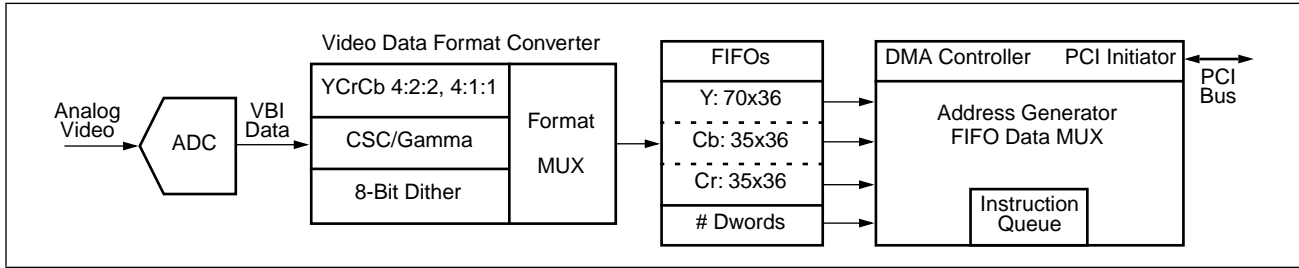 Video Data Format Converter
Analog
Video
ADC
VBI
Data
YCrCb 4:2:2, 4:1:1
CSC/Gamma
8-Bit Dither
Format
MUX
FIFOs
Y: 70x36
Cb: 35x36
Cr: 35x36
# Dwords
DMA Controller
PCI Initiator
Address Generator
FIFO Data MUX
Instruction
Queue
PCI
Bus